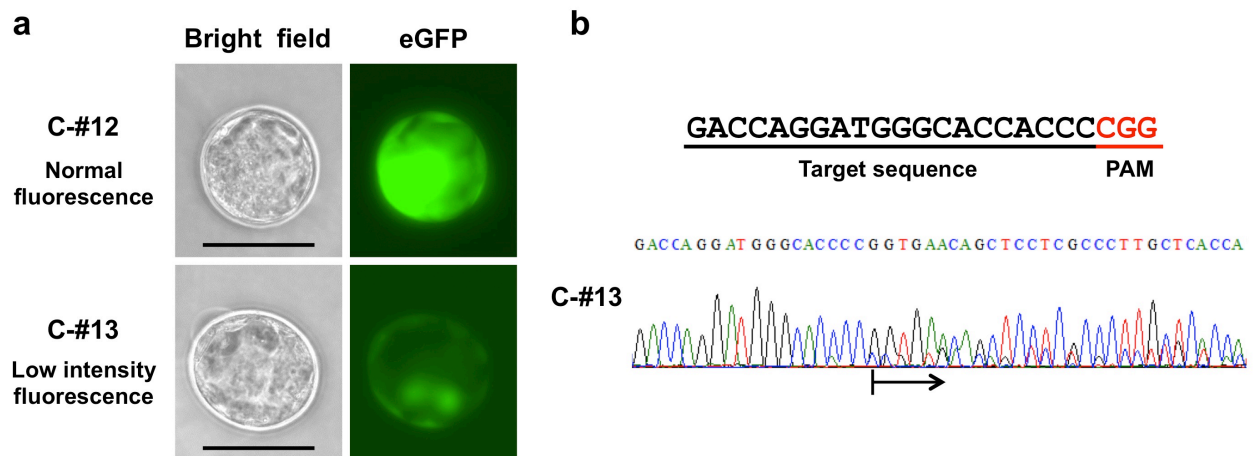 a
Bright field
eGFP
C-#12
Normal
fluorescence
C-#13
Low intensity
fluorescence
b
GACCAGGATGGGCACCACCCCGG
Target sequence
PAM
GACCAGGATGGGCACCCCGGTGAACAGCTCCTCGCCCTTGCTCACCA
C-#13